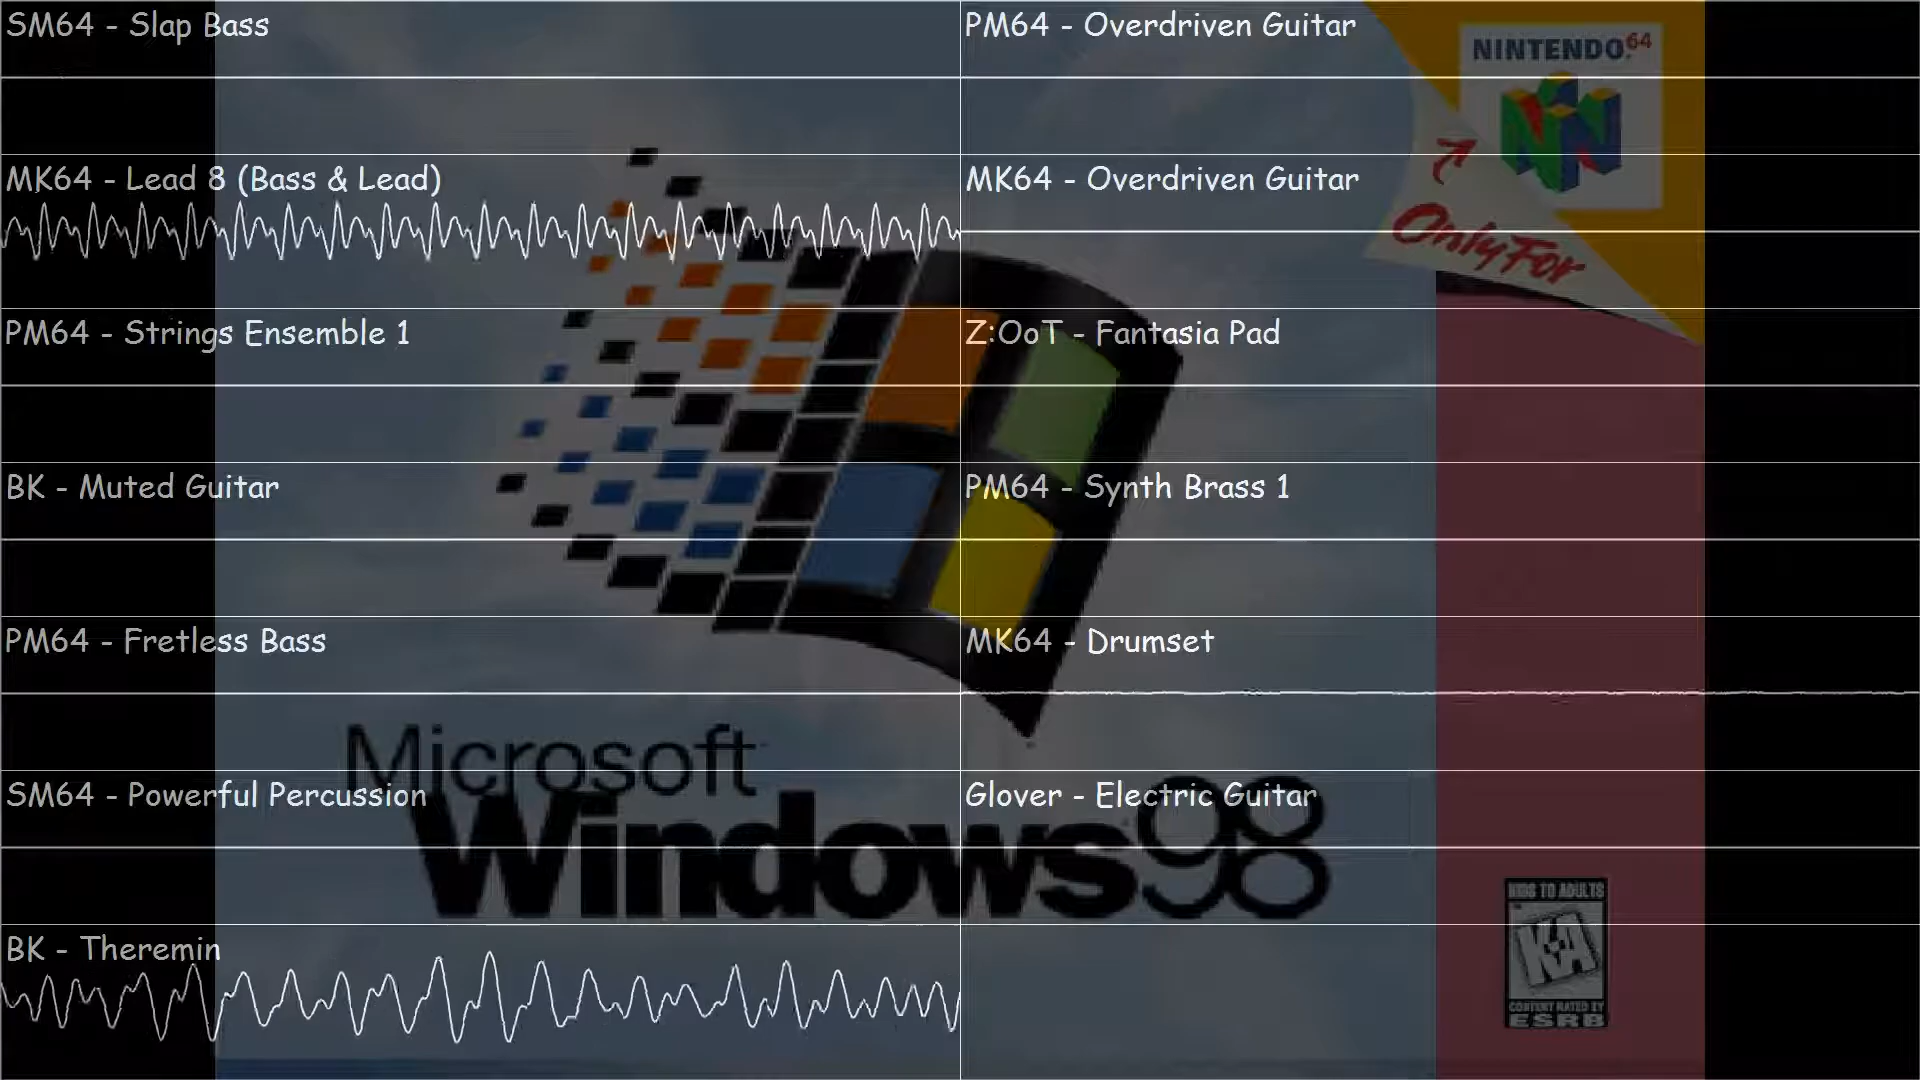 SM64 - Slap Bass
PM64 - Overdriven Guitar
NINTENDO64
MK64 - Lead 8 (Bass & Lead)
MK64 - Overdriven Guitar
Only For
PM64 - Strings Ensemble 1
Z:OoT - Fantasia Pad
BK - Muted Guitar
PM64 - Synth Brass 1
PM64 - Fretless Bass
MK64 - Drumset
Microsoft
SM64 - Powerful Percussion
Glover - Electric Guitar
Windows98
KIDS TO ADULTS
K-A
CONTENT RATED BY
ESRB
BK - Theremin